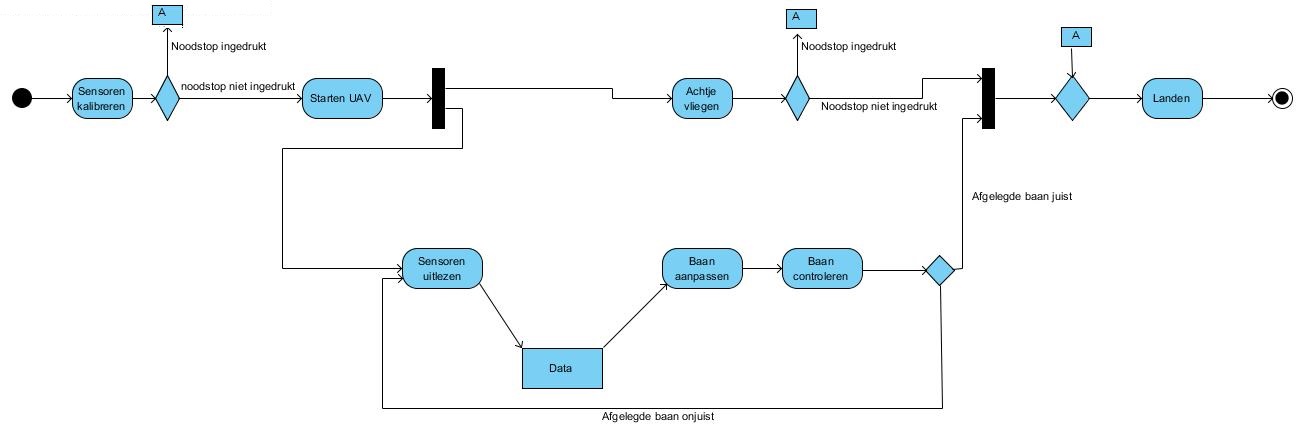 A
A
A
Noodstop ingedrukt
Noodstop ingedrukt
Sensoren
kalibreren
noodstop niet ingedrukt
Starten UAV
Achtje
vliegen
Noodstop niet ingedrukt
Landen
Afgelegde baan juist
Sensoren
uitlezen
Baan
aanpassen
Baan
controleren
Data
Afgelegde baan onjuist